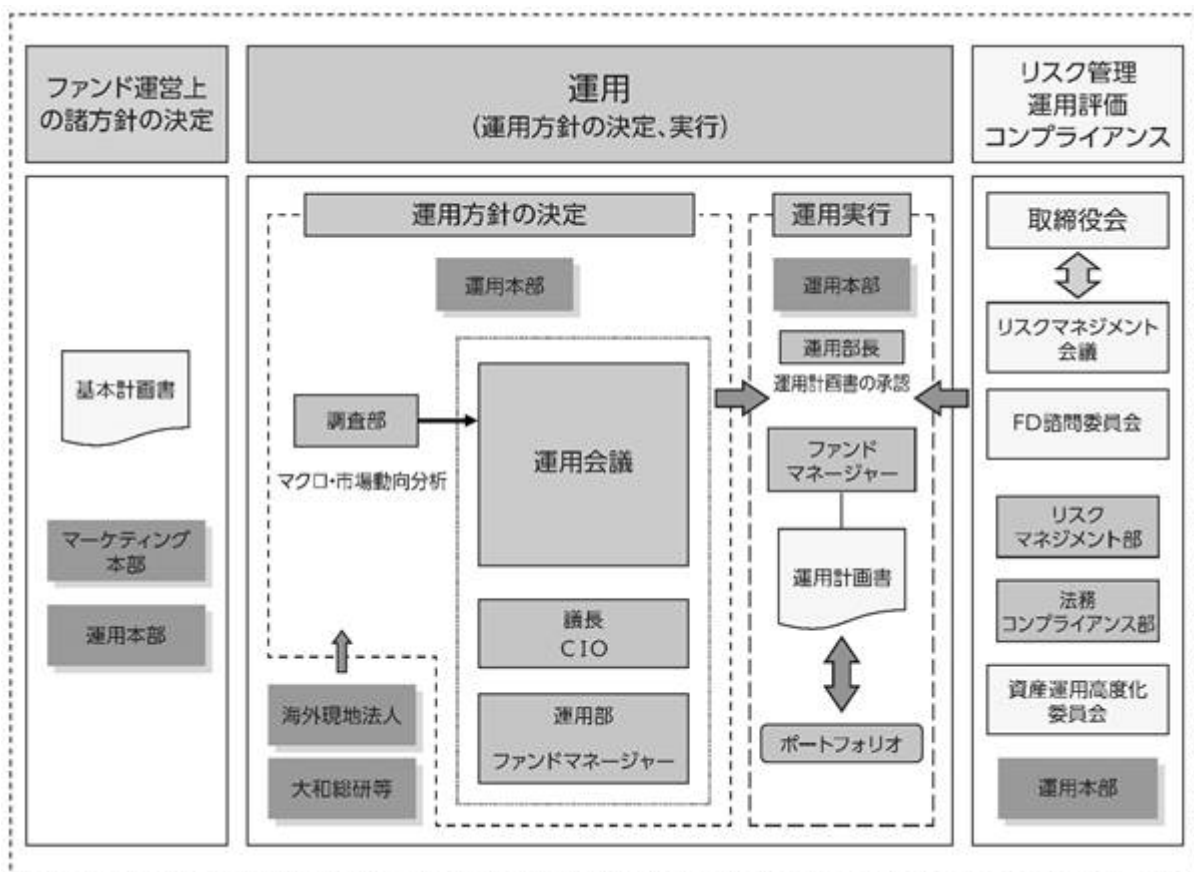 ファンド運営上
の諸方針の決定
運用
(運用方針の決定、実行)
リスク管理
運用評価
コンプライアンス
基本計画書
マーケティング
本部
運用本部
運用方針の決定
運用本部
調査部
マクロ・市場動向分析
運用会議
議長
CIO
運用部
ファンドマネージャー
海外現地法人
大和総研等
運用実行
運用本部
運用部長
運用計画書の承認
ファンド
マネージャー
運用計画書
ポートフォリオ
取締役会
リスクマネジメント
会議
FD諮問委員会
リスク
マネジメント部
法務
コンプライアンス部
資産運用高度化
委員会
運用本部